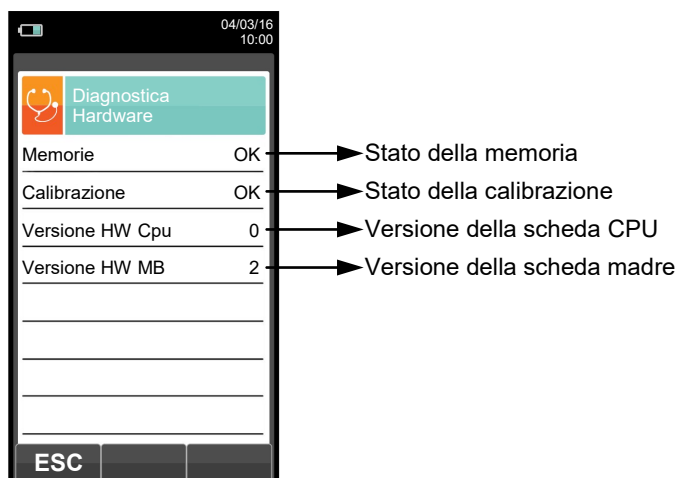 04/03/16
10:00
Diagnostica
Hardware
Memorie OK Stato della memoria
Calibrazione OK Stato della calibrazione
Versione HW Cpu 0 Versione della scheda CPU
Versione HW MB 2 Versione della scheda madre
ESC